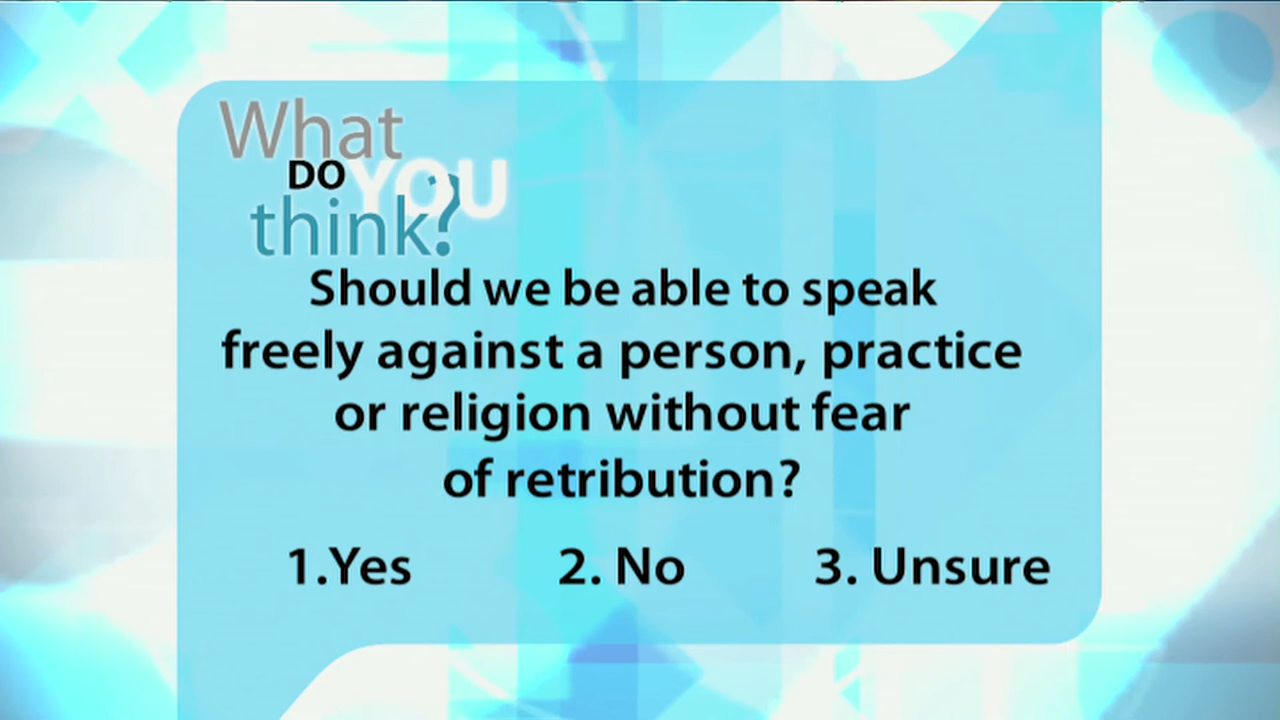 What
DO YOU
think?
Should we be able to speak
freely against a person, practice
or religion without fear
of retribution?
1.Yes 2. No 3. Unsure